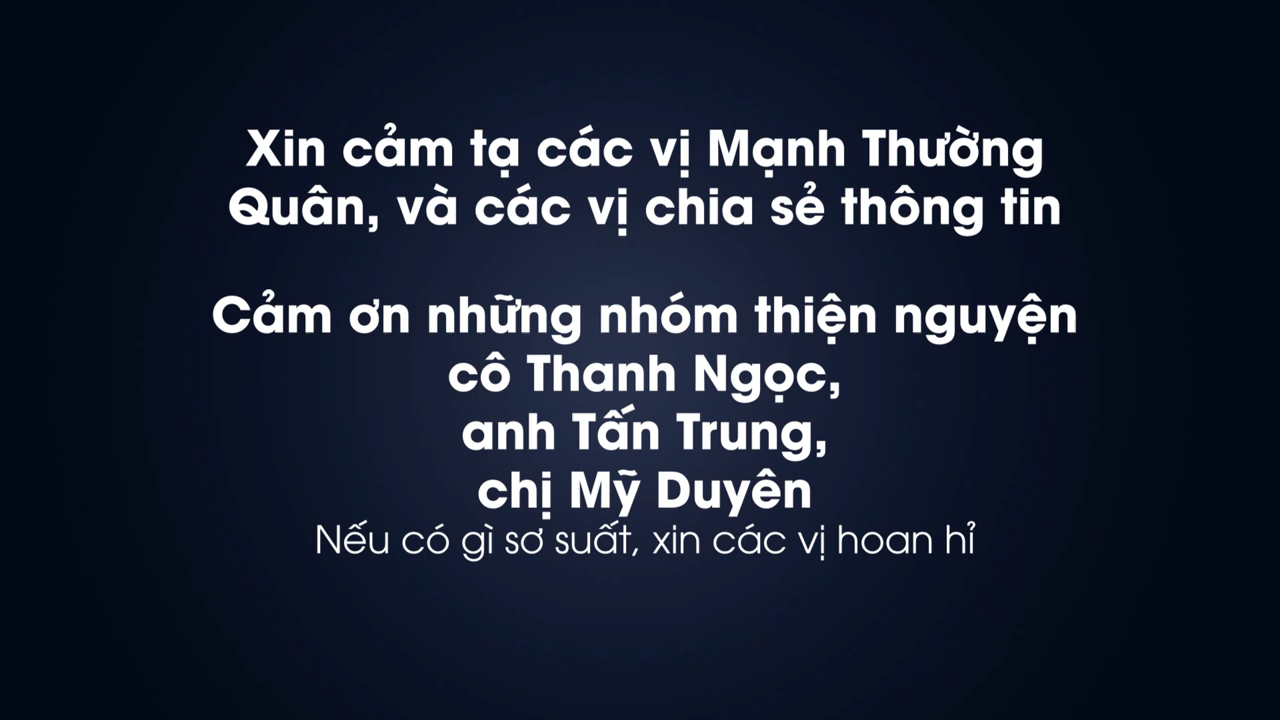 Xin cảm tạ các vị Mạnh Thường
Quân, và các vị chia sẻ thông tin
Cảm ơn những nhóm thiện nguyện
cô Thanh Ngọc,
anh Tấn Trung,
chị Mỹ Duyên
Nếu có gì sơ suất, xin các vị hoan hỉ